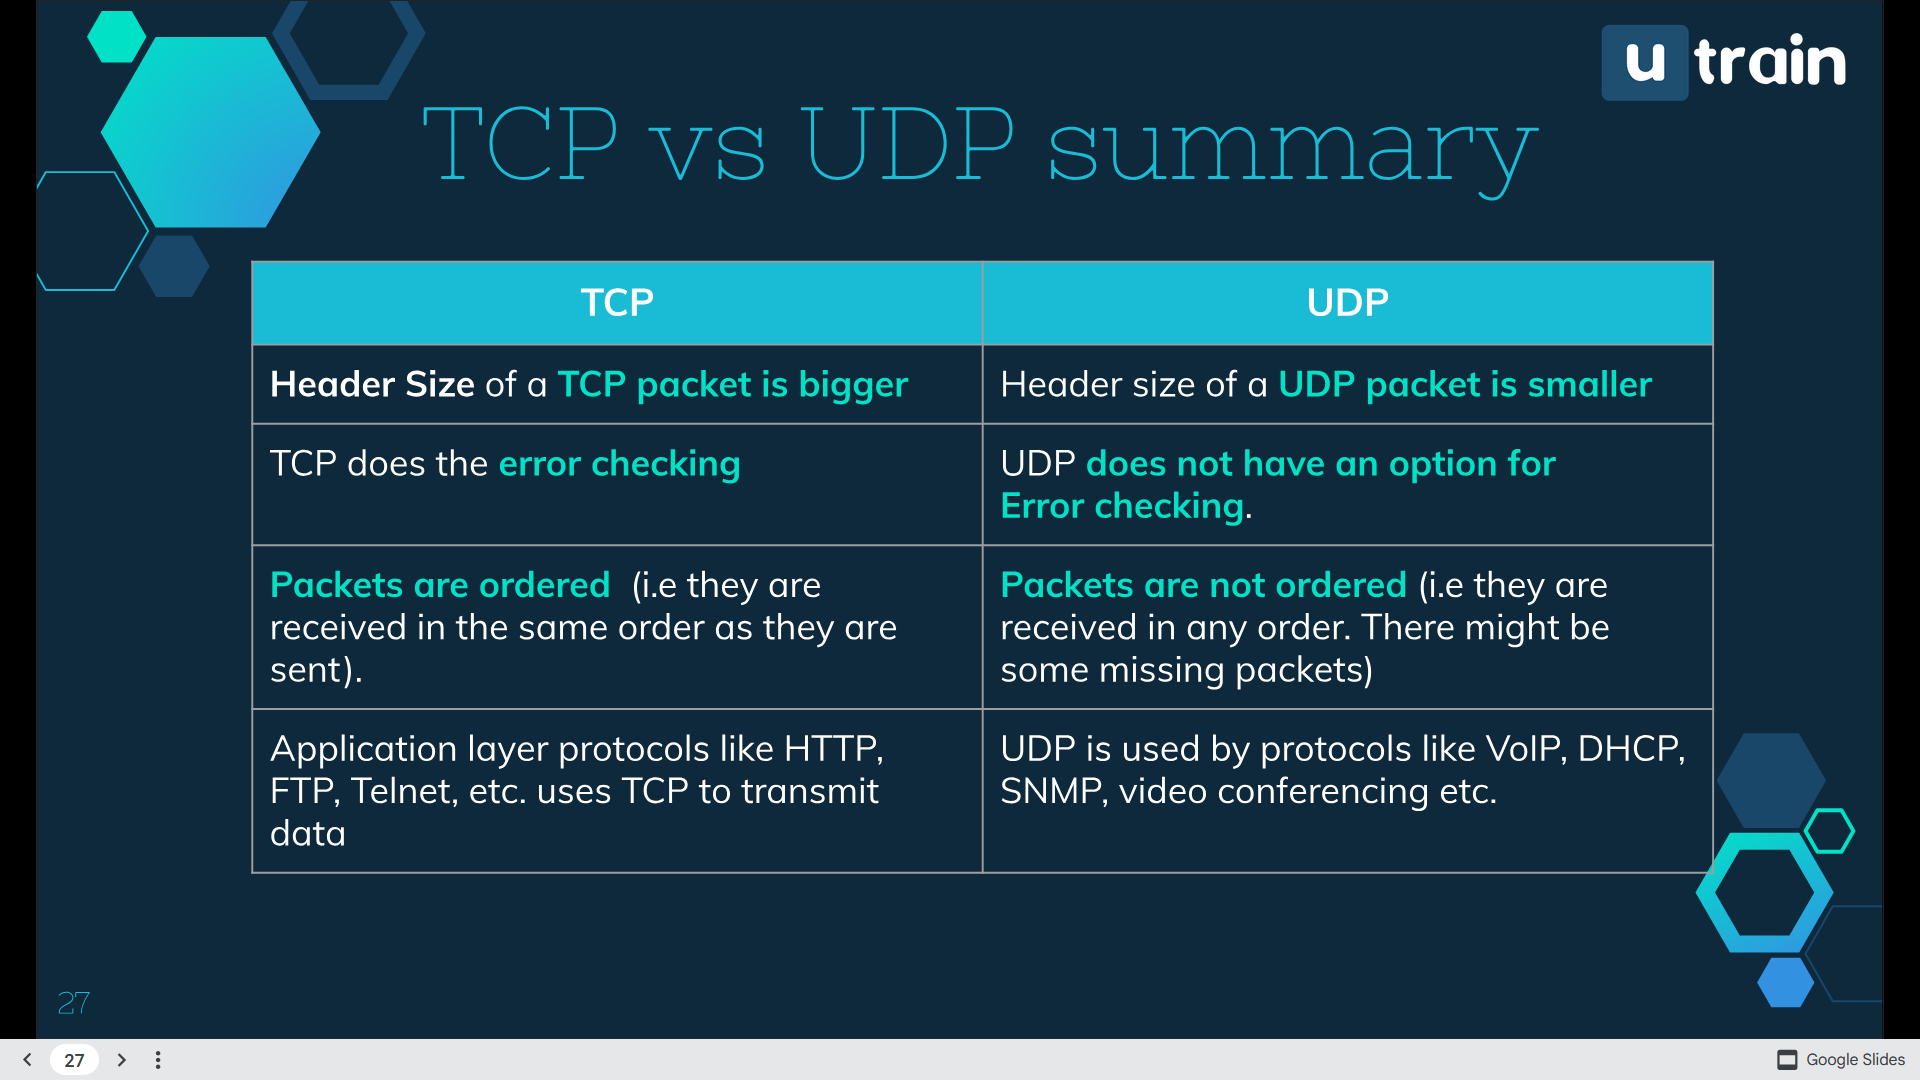 u train
TCP vs UDP summary
TCP
UDP
Header Size of a TCP packet is bigger
Header size of a UDP packet is smaller
TCP does the error checking
UDP does not have an option for
Error checking.
Packets are ordered (i.e they are
received in the same order as they are
sent).
Packets are not ordered (i.e they are
received in any order. There might be
some missing packets)
Application layer protocols like HTTP,
FTP, Telnet, etc. uses TCP to transmit
data
UDP is used by protocols like VoIP, DHCP,
SNMP, video conferencing etc.
27
27
Google Slides